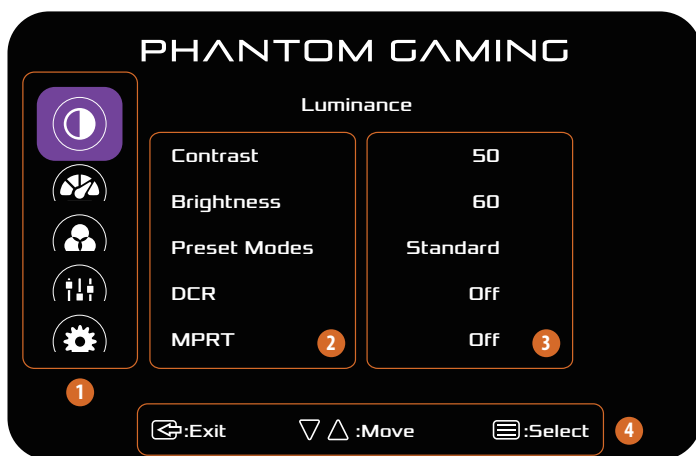 PHANTOM GAMING
Luminance
Contrast 50
Brightness 60
Preset Modes Standard
DCR Off
MPRT 2 Off 3
1
:Exit :Move :Select 4